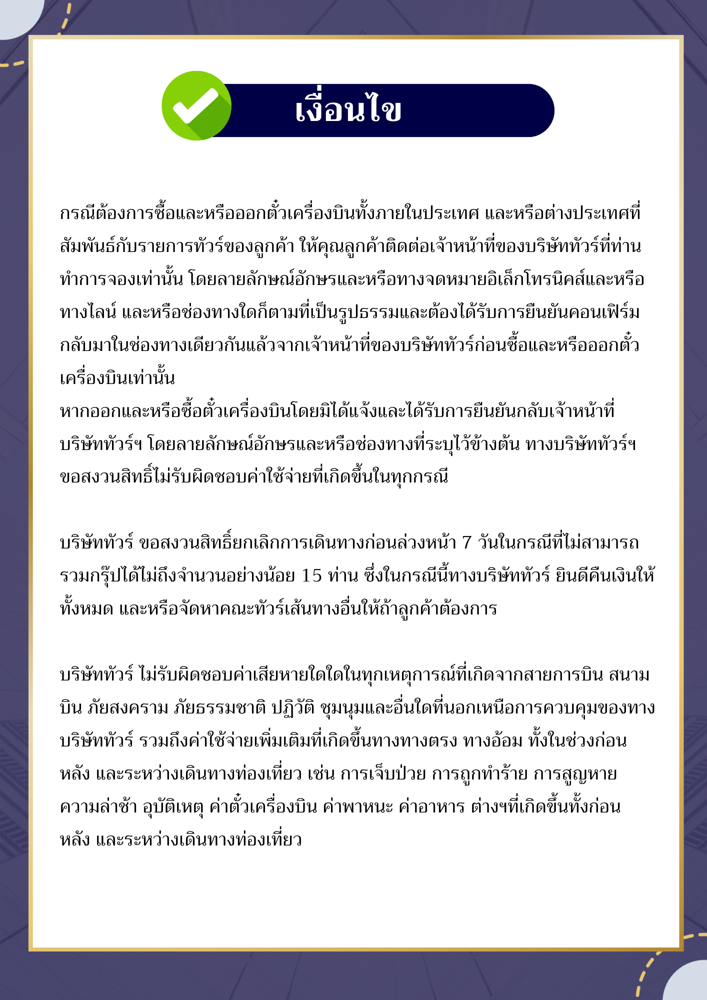 เงื่อนไข
กรณีต้องการซื้อและหรือออกตั๋วเครื่องบินทั้งภายในประเทศ และหรือต่างประเทศที่
สัมพันธ์กับรายการทัวร์ของลูกค้า ให้คุณลูกค้าติดต่อเจ้าหน้าที่ของบริษัททัวร์ที่ท่าน
ทำการจองเท่านั้น โดยลายลักษณ์อักษรและหรือทางจดหมายอิเล็กโทรนิคส์และหรือ
ทางไลน์ และหรือช่องทางใดก็ตามที่เป็นรูปธรรมและต้องได้รับการยืนยันคอนเฟิร์ม
กลับมาในช่องทางเดียวกันแล้วจากเจ้าหน้าที่ของบริษัททัวร์ก่อนซื้อและหรือออกตั๋ว
เครื่องบินเท่านั้น
หากออกและหรือซื้อตั๋วเครื่องบินโดยมิได้แจ้งและได้รับการยืนยันกลับเจ้าหน้าที่
บริษัททัวร์ฯ โดยลายลักษณ์อักษรและหรือช่องทางที่ระบุไว้ข้างต้น ทางบริษัททัวร์ฯ
ขอสงวนสิทธิ์ไม่รับผิดชอบค่าใช้จ่ายที่เกิดขึ้นในทุกกรณี
บริษัททัวร์ ขอสงวนสิทธิ์ยกเลิกการเดินทางก่อนล่วงหน้า 7 วันในกรณีที่ไม่สามารถ
รวมกรุ๊ปได้ไม่ถึงจำนวนอย่างน้อย 15 ท่าน ซึ่งในกรณีนี้ทางบริษัททัวร์ ยินดีคืนเงินให้
ทั้งหมด และหรือจัดหาคณะทัวร์เส้นทางอื่นให้ถ้าลูกค้าต้องการ
บริษัททัวร์ ไม่รับผิดชอบค่าเสียหายใดใดในทุกเหตุการณ์ที่เกิดจากสายการบิน สนาม
บิน ภัยสงคราม ภัยธรรมชาติ ปฏิวัติ ชุมนุมและอื่นใดที่นอกเหนือการควบคุมของทาง
บริษัททัวร์ รวมถึงค่าใช้จ่ายเพิ่มเติมที่เกิดขึ้นทางทางตรง ทางอ้อม ทั้งในช่วงก่อน
หลัง และระหว่างเดินทางท่องเที่ยว เช่น การเจ็บป่วย การถูกทำร้าย การสูญหาย
ความล่าช้า อุบัติเหตุ ค่าตั๋วเครื่องบิน ค่าพาหนะ ค่าอาหาร ต่างฯที่เกิดขึ้นทั้งก่อน
หลัง และระหว่างเดินทางท่องเที่ยว